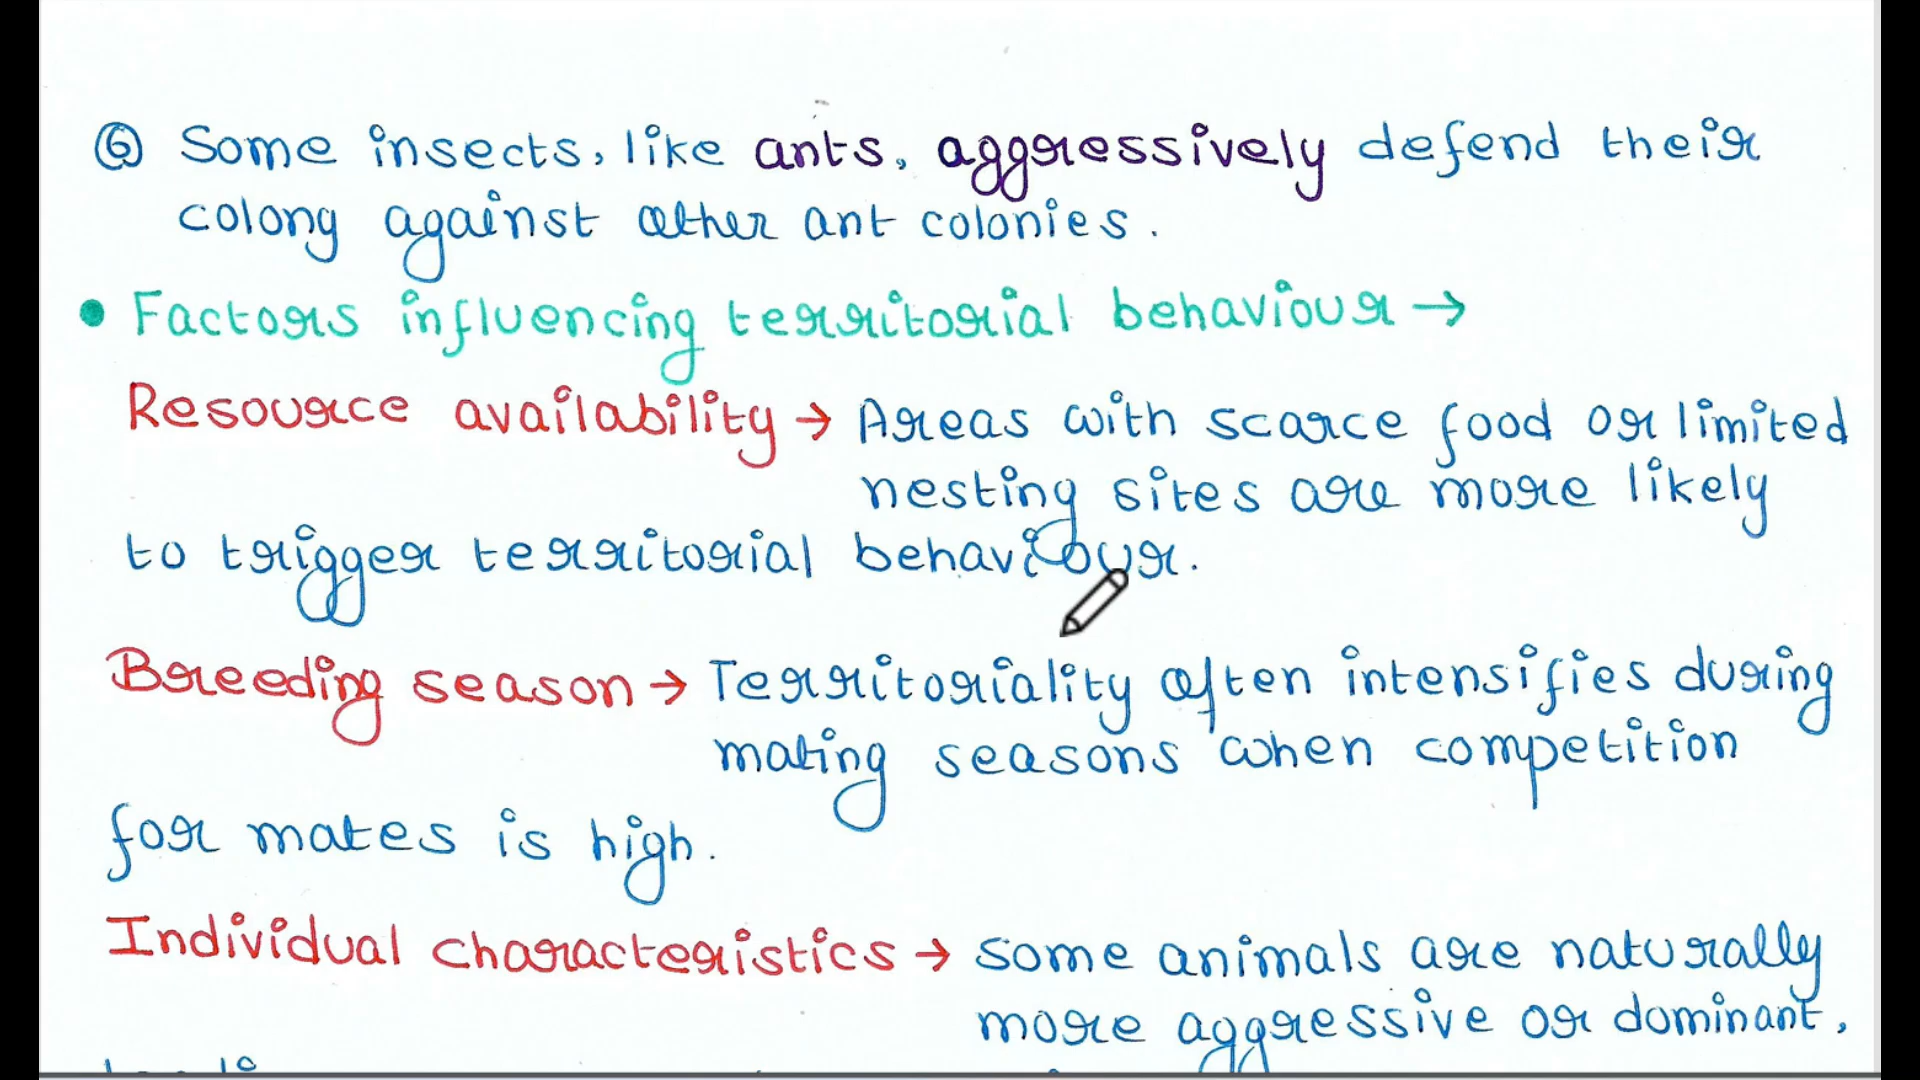 ⑥ Some insects, like ants, aggressively defend their
colony against other ant colonies.
• Factors influencing territorial behaviour →
Resource availability → Areas with scarce food or limited
nesting sites are more likely
to trigger territorial behaviour.
Breeding season → Territoriality often intensifies during
mating seasons when competition
for mates is high.
Individual characteristics → some animals are naturally
more aggressive or dominant,